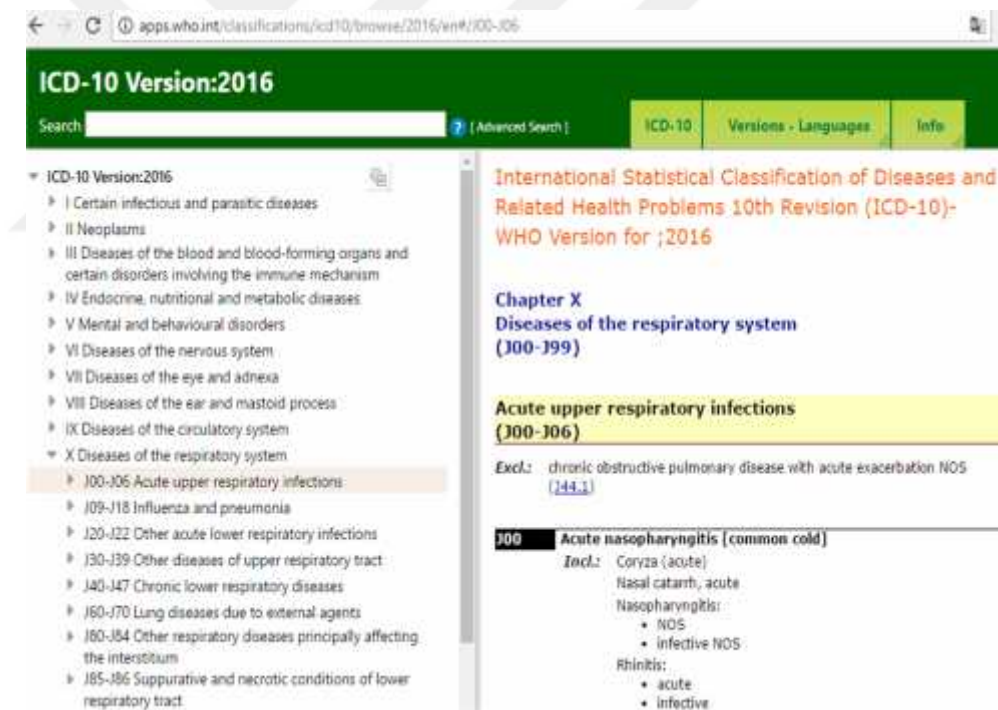 apps.who.int/classifications/icd10/browse/2016/en#/J00-J06
ICD-10 Version:2016
Search
? [ Advanced Search ]
ICD-10
Versions - Languages
Info
ICD-10 Version:2016
I Certain infectious and parasitic diseases
II Neoplasms
III Diseases of the blood and blood-forming organs and
certain disorders involving the immune mechanism
IV Endocrine, nutritional and metabolic diseases
V Mental and behavioural disorders
VI Diseases of the nervous system
VII Diseases of the eye and adnexa
VIII Diseases of the ear and mastoid process
IX Diseases of the circulatory system
X Diseases of the respiratory system
J00-J06 Acute upper respiratory infections
J09-J18 Influenza and pneumonia
J20-J22 Other acute lower respiratory infections
J30-J39 Other diseases of upper respiratory tract
J40-J47 Chronic lower respiratory diseases
J60-J70 Lung diseases due to external agents
J80-J84 Other respiratory diseases principally affecting
the interstitium
J85-J86 Suppurative and necrotic conditions of lower
respiratory tract
International Statistical Classification of Diseases and
Related Health Problems 10th Revision (ICD-10)-
WHO Version for ;2016
Chapter X
Diseases of the respiratory system
(J00-J99)
Acute upper respiratory infections
(J00-J06)
Excl.: chronic obstructive pulmonary disease with acute exacerbation NOS
(J44.1)
J00 Acute nasopharyngitis [common cold]
Incl.: Coryza (acute)
Nasal catarrh, acute
Nasopharyngitis:
• NOS
• infective NOS
Rhinitis:
• acute
• infective